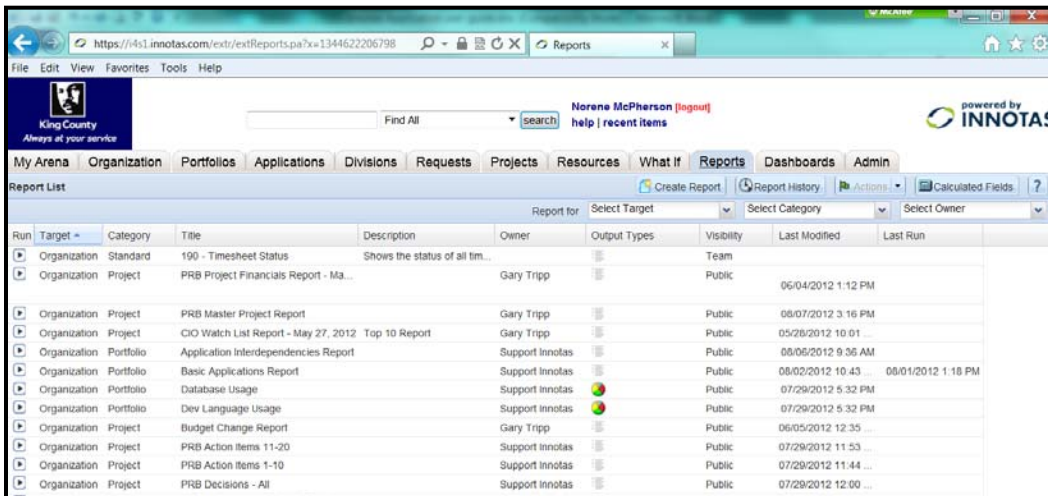 McAfee
https://i4s1.innotas.com/extr/extReports.pa?x=1344622206798 Reports
File Edit View Favorites Tools Help
King County
Always at your service
Find All search
Norene McPherson [logout]
help | recent items
powered by
INNOTAS
My Arena Organization Portfolios Applications Divisions Requests Projects Resources What If Reports Dashboards Admin
Report List Create Report Report History Actions Calculated Fields ?
Report for Select Target Select Category Select Owner
Run Target Category Title Description Owner Output Types Visibility Last Modified Last Run
Organization Standard 190 - Timesheet Status Shows the status of all tim... Team
Organization Project PRB Project Financials Report - Ma... Gary Tripp Public 06/04/2012 1:12 PM
Organization Project PRB Master Project Report Gary Tripp Public 08/07/2012 3:16 PM
Organization Project CIO Watch List Report - May 27, 2012 Top 10 Report Gary Tripp Public 05/28/2012 10:01 ...
Organization Portfolio Application Interdependencies Report Support Innotas Public 08/06/2012 9:36 AM
Organization Portfolio Basic Applications Report Support Innotas Public 08/02/2012 10:43 ... 08/01/2012 1:18 PM
Organization Portfolio Database Usage Support Innotas Public 07/29/2012 5:32 PM
Organization Portfolio Dev Language Usage Support Innotas Public 07/29/2012 5:32 PM
Organization Project Budget Change Report Gary Tripp Public 06/05/2012 12:35 ...
Organization Project PRB Action Items 11-20 Support Innotas Public 07/29/2012 11:53 ...
Organization Project PRB Action Items 1-10 Support Innotas Public 07/29/2012 11:44 ...
Organization Project PRB Decisions - All Support Innotas Public 07/29/2012 12:00 ...